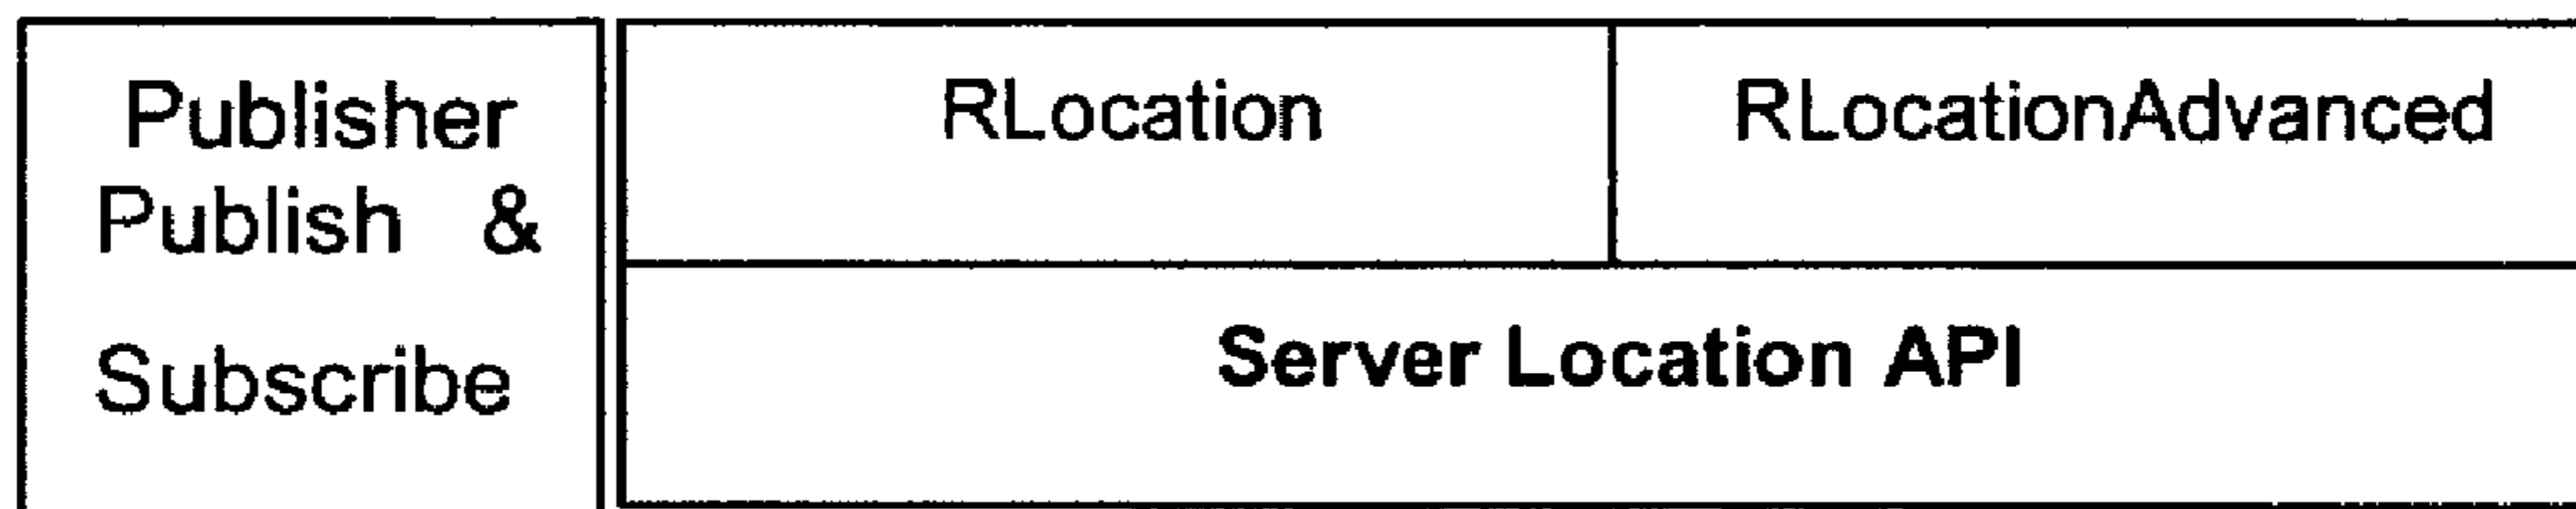 Publisher
Publish &
Subscribe
RLocation
RLocationAdvanced
Server Location API